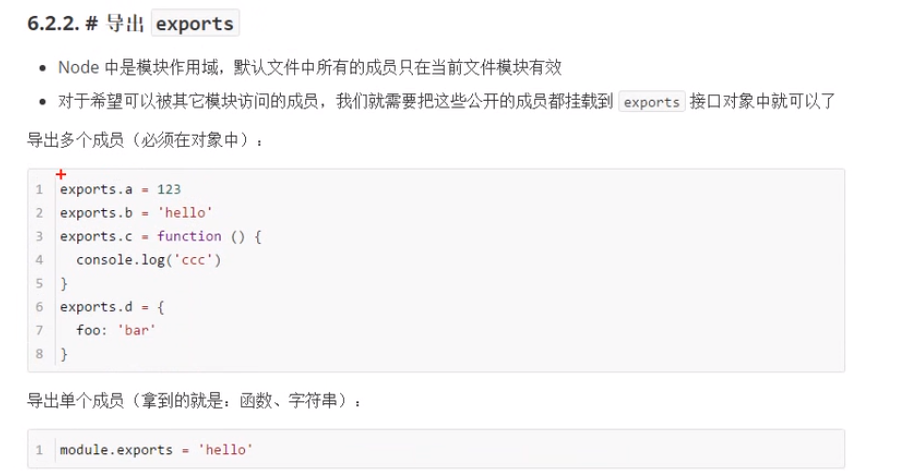 6.2.2. # 导出 exports
• Node 中是模块作用域，默认文件中所有的成员只在当前文件模块有效
• 对于希望可以被其它模块访问的成员，我们就需要把这些公开的成员都挂载到 exports 接口对象中就可以了
导出多个成员（必须在对象中）：
1 exports.a = 123
2 exports.b = 'hello'
3 exports.c = function () {
4   console.log('ccc')
5 }
6 exports.d = {
7   foo: 'bar'
8 }
导出单个成员（拿到的就是：函数、字符串）：
1 module.exports = 'hello'